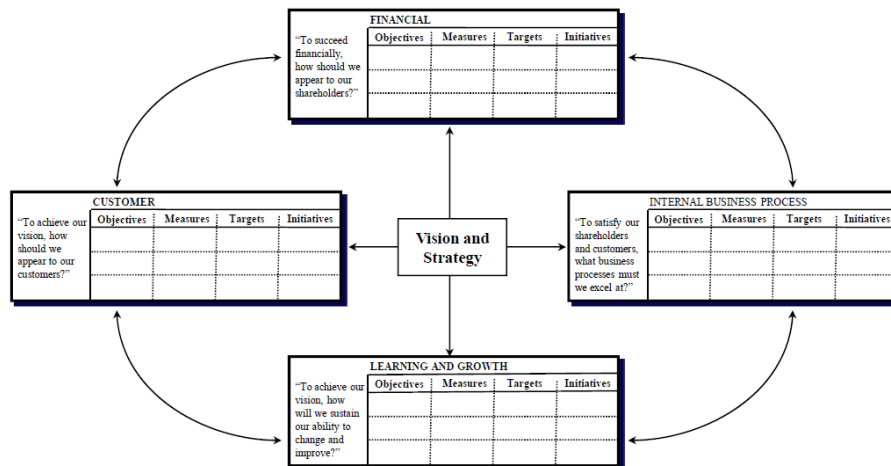 FINANCIAL
“To succeed
financially,
how should we
appear to our
shareholders?”
Objectives Measures Targets Initiatives
CUSTOMER
“To achieve our
vision, how
should we
appear to our
customers?”
Objectives Measures Targets Initiatives
Vision and
Strategy
INTERNAL BUSINESS PROCESS
“To satisfy our
shareholders
and customers,
what business
processes must
we excel at?”
Objectives Measures Targets Initiatives
LEARNING AND GROWTH
“To achieve our
vision, how
will we sustain
our ability to
change and
improve?”
Objectives Measures Targets Initiatives